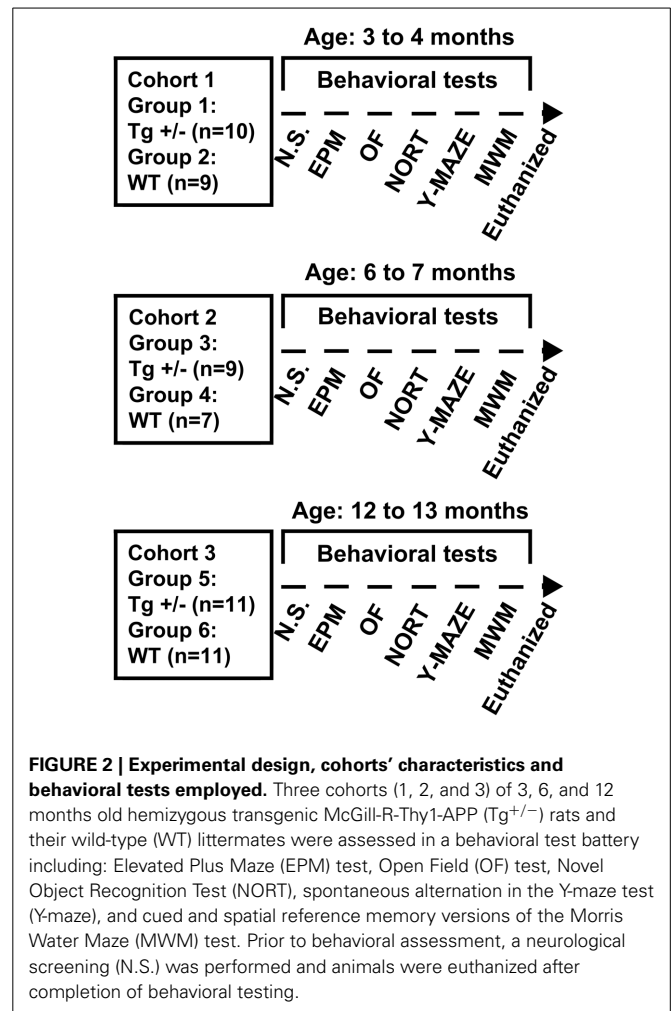 Age: 3 to 4 months
Cohort 1
Group 1:
Tg +/- (n=10)
Group 2:
WT (n=9)
Behavioral tests
N.S.
EPM
OF
NORT
Y-MAZE
MWM
Euthanized
Age: 6 to 7 months
Cohort 2
Group 3:
Tg +/- (n=9)
Group 4:
WT (n=7)
Behavioral tests
N.S.
EPM
OF
NORT
Y-MAZE
MWM
Euthanized
Age: 12 to 13 months
Cohort 3
Group 5:
Tg +/- (n=11)
Group 6:
WT (n=11)
Behavioral tests
N.S.
EPM
OF
NORT
Y-MAZE
MWM
Euthanized
FIGURE 2 | Experimental design, cohorts' characteristics and
behavioral tests employed. Three cohorts (1, 2, and 3) of 3, 6, and 12
months old hemizygous transgenic McGill-R-Thy1-APP (Tg+/−) rats and
their wild-type (WT) littermates were assessed in a behavioral test battery
including: Elevated Plus Maze (EPM) test, Open Field (OF) test, Novel
Object Recognition Test (NORT), spontaneous alternation in the Y-maze test
(Y-maze), and cued and spatial reference memory versions of the Morris
Water Maze (MWM) test. Prior to behavioral assessment, a neurological
screening (N.S.) was performed and animals were euthanized after
completion of behavioral testing.